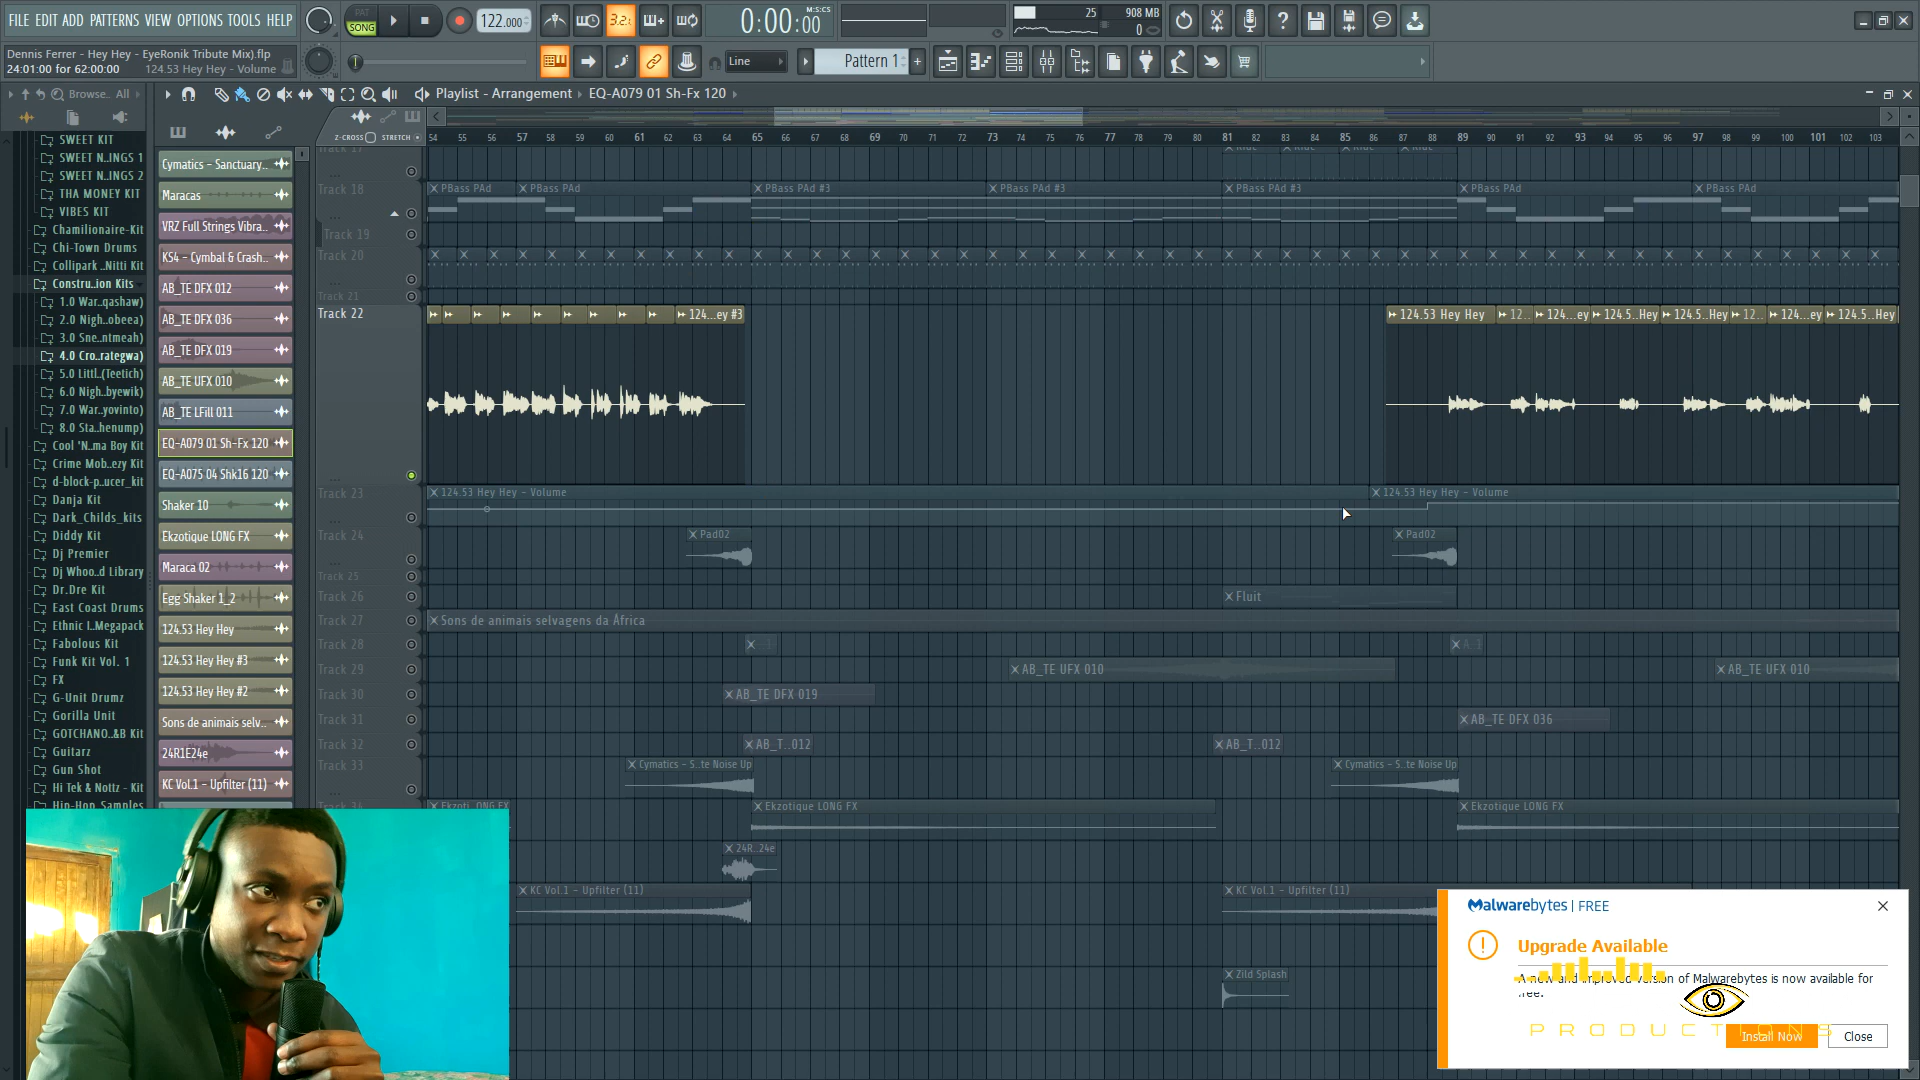 FILE EDIT ADD PATTERNS VIEW OPTIONS TOOLS HELP
PAT
SONG
122.000
3.2.
0:00:00
M:S:CS
25
908 MB
0
Dennis Ferrer - Hey Hey - EyeRonik Tribute Mix).flp
24:01:00 for 62:00:00
124.53 Hey Hey - Volume
Line
Pattern 1
+
Browse..
All
Playlist - Arrangement
EQ-A079 01 Sh-Fx 120
Z-CROSS
STRETCH
54 55 56 57 58 59 60 61 62 63 64 65 66 67 68 69 70 71 72 73 74 75 76 77 78 79 80 81 82 83 84 85 86 87 88 89 90 91 92 93 94 95 96 97 98 99 100 101 102 103
SWEET KIT
SWEET N..INGS 1
SWEET N..INGS 2
THA MONEY KIT
VIBES KIT
Chamilionaire-Kit
Chi-Town Drums
Collipark ..Nitti Kit
Constru..ion Kits
1.0 War..qashaw)
2.0 Nigh..obeea)
3.0 Sne..ntmeah)
4.0 Cro..rategwa)
5.0 Littl..(Teetich)
6.0 Nigh..byewik)
7.0 War..yovinto)
8.0 Sta..henump)
Cool 'N..ma Boy Kit
Crime Mob..ezy Kit
d-block-p..ucer_kit
Danja Kit
Dark_Childs_kits
Diddy Kit
Dj Premier
Dj Whoo..d Library
Dr.Dre Kit
East Coast Drums
Ethnic I..Megapack
Fabolous Kit
Funk Kit Vol. 1
FX
G-Unit Drumz
Gorilla Unit
GOTCHANO..&B Kit
Guitarz
Gun Shot
Hi Tek & Nottz - Kit
Hip-Hop Samples
Cymatics - Sanctuary..
Maracas
VRZ Full Strings Vibra..
KS4 - Cymbal & Crash..
AB_TE DFX 012
AB_TE DFX 036
AB_TE DFX 019
AB_TE UFX 010
AB_TE LFill 011
EQ-A079 01 Sh-Fx 120
EQ-A075 04 Shk16 120
Shaker 10
Ekzotique LONG FX
Maraca 02
Egg Shaker 1_2
124.53 Hey Hey
124.53 Hey Hey #3
124.53 Hey Hey #2
Sons de animais selv..
24R1E24e
KC Vol.1 - Upfilter (11)
Track 17
Track 18
PBass PAd
PBass PAd
PBass PAd #3
PBass PAd #3
PBass PAd #3
PBass PAd
PBass PAd
Track 19
Track 20
Track 21
Track 22
124...ey #3
124.53 Hey Hey
12..
124...ey
124.5..Hey
124.5..Hey
12..
124...ey
124.5..Hey
Track 23
124.53 Hey Hey - Volume
124.53 Hey Hey - Volume
Track 24
Pad02
Pad02
Track 25
Track 26
Fluit
Track 27
Sons de animais selvagens da África
Track 28
Track 29
AB_TE UFX 010
AB_TE UFX 010
Track 30
AB_TE DFX 019
Track 31
AB_TE DFX 036
Track 32
AB_T..012
AB_T..012
Track 33
Cymatics - S..te Noise Up
Cymatics - S..te Noise Up
Track 34
Ekzoti..ONG FX
Ekzotique LONG FX
Ekzotique LONG FX
24R..24e
KC Vol.1 - Upfilter (11)
KC Vol.1 - Upfilter (11)
Zild Splash
Malwarebytes | FREE
Upgrade Available
A new and improved version of Malwarebytes is now available for
free.
PRODUCTIONS
Install Now
Close